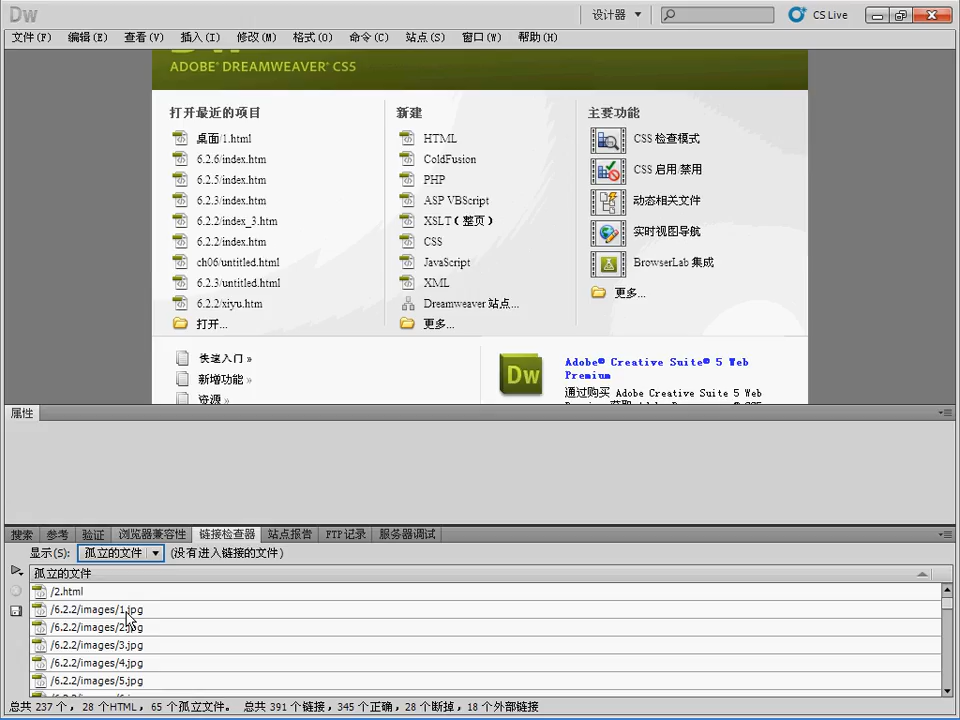 Dw
设计器
CS Live
文件(F) 编辑(E) 查看(V) 插入(I) 修改(M) 格式(O) 命令(C) 站点(S) 窗口(W) 帮助(H)
ADOBE® DREAMWEAVER® CS5
打开最近的项目
桌面/1.html
6.2.6/index.htm
6.2.5/index.htm
6.2.3/index.htm
6.2.2/index_3.htm
6.2.2/index.htm
ch06/untitled.html
6.2.3/untitled.html
6.2.2/xiyu.htm
打开...
新建
HTML
ColdFusion
PHP
ASP VBScript
XSLT（整页）
CSS
JavaScript
XML
Dreamweaver 站点...
更多...
主要功能
CSS 检查模式
CSS 启用/禁用
动态相关文件
实时视图导航
BrowserLab 集成
更多...
快速入门 »
新增功能 »
资源 »
Dw
Adobe® Creative Suite® 5 Web
Premium
通过购买 Adobe Creative Suite 5 Web
属性
搜索 参考 验证 浏览器兼容性 链接检查器 站点报告 FTP记录 服务器调试
显示(S): 孤立的文件 (没有进入链接的文件)
孤立的文件
/2.html
/6.2.2/images/1.jpg
/6.2.2/images/2.jpg
/6.2.2/images/3.jpg
/6.2.2/images/4.jpg
/6.2.2/images/5.jpg
总共 237 个，28 个HTML，65 个孤立文件。 总共 391 个链接，345 个正确，28 个断掉，18 个外部链接